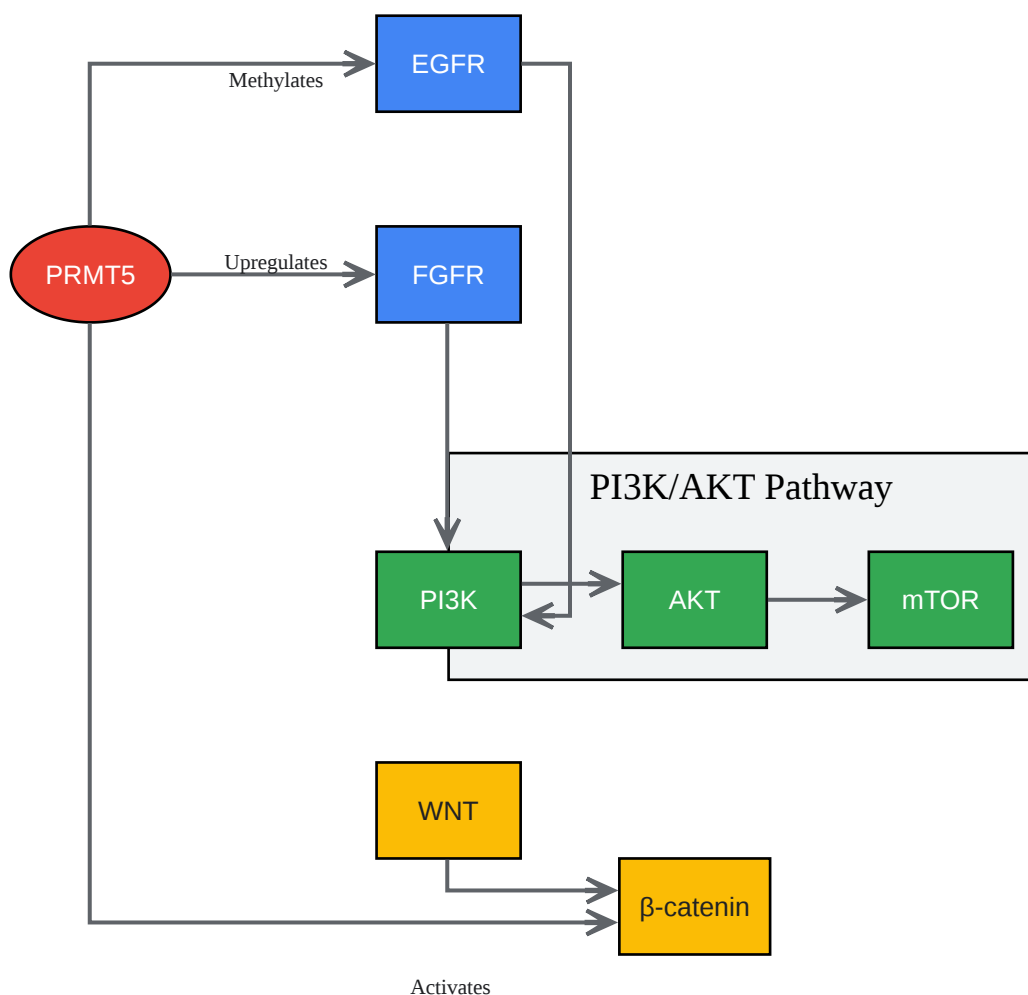 EGFR
Methylates
PRMT5
Upregulates
FGFR
PI3K/AKT Pathway
PI3K
AKT
mTOR
WNT
β-catenin
Activates